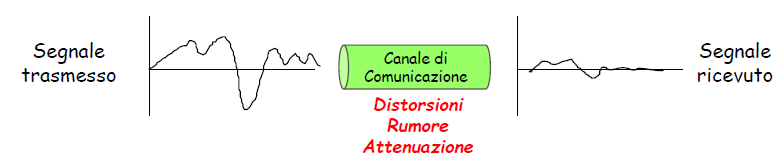 Segnale
trasmesso
Canale di
Comunicazione
Distorsioni
Rumore
Attenuazione
Segnale
ricevuto